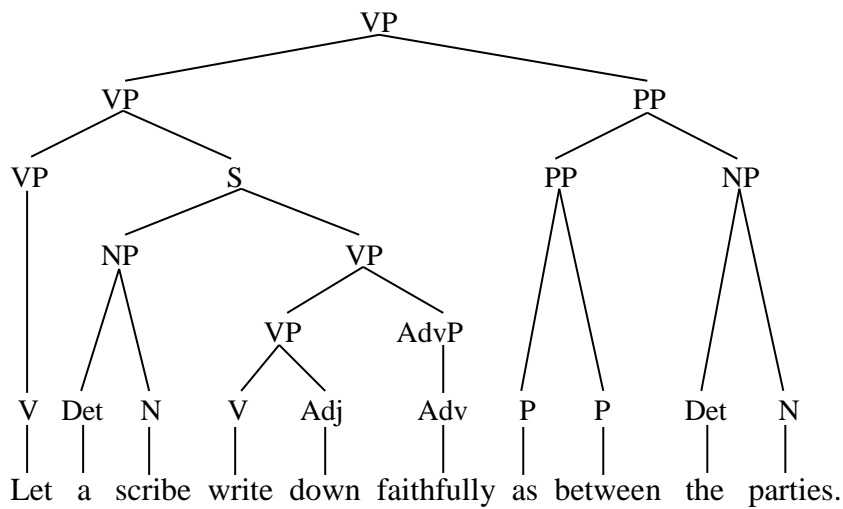 VP
VP PP
VP S PP NP
NP VP
VP AdvP
V Det N V Adj Adv P P Det N
Let a scribe write down faithfully as between the parties.